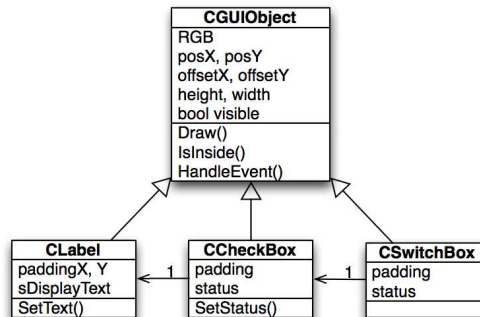 CGUIObject
RGB
posX, posY
offsetX, offsetY
height, width
bool visible
Draw()
IsInside()
HandleEvent()
CLabel
paddingX, Y
sDisplayText
SetText()
1
CCheckBox
padding
status
SetStatus()
1
CSwitchBox
padding
status